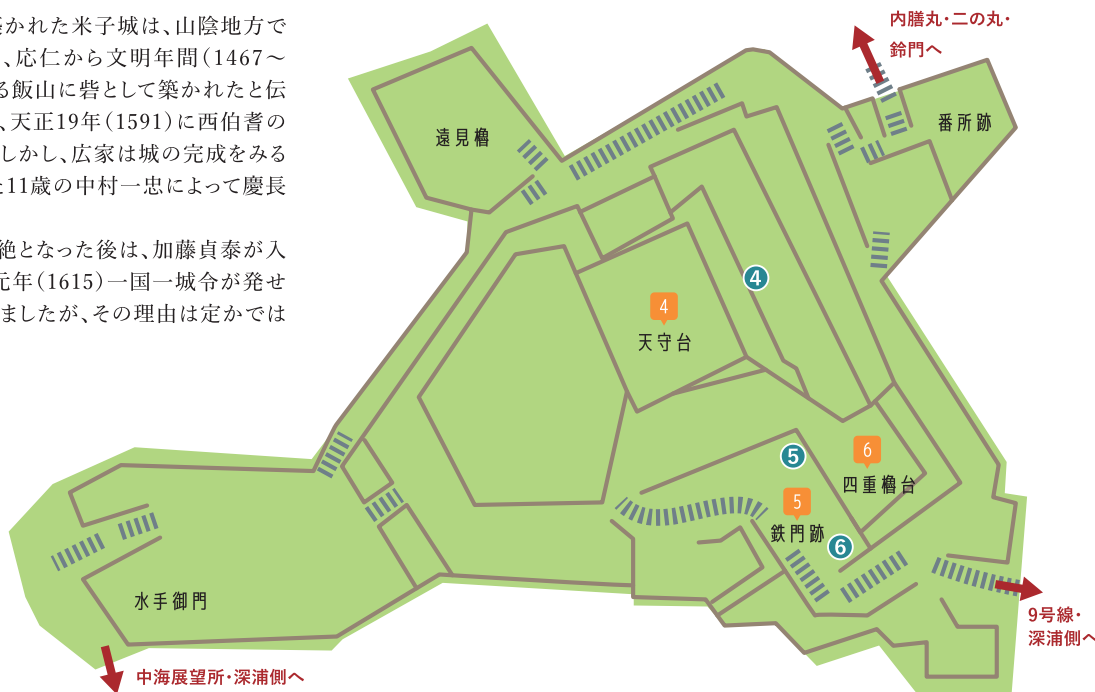 かれた米子城は、山陰地方で
、応仁から文明年間(1467〜
る飯山に砦として築かれたと伝
、天正19年(1591)に西伯耆の
しかし、広家は城の完成をみる
11歳の中村一忠によって慶長
絶となった後は、加藤貞泰が入
元年(1615)一国一城令が発せ
ましたが、その理由は定かでは
内膳丸・二の丸・
鈴門へ
番所跡
遠見櫓
4
4
天守台
5
6
四重櫓台
5
鉄門跡
6
水手御門
9号線・
深浦側へ
中海展望所・深浦側へ